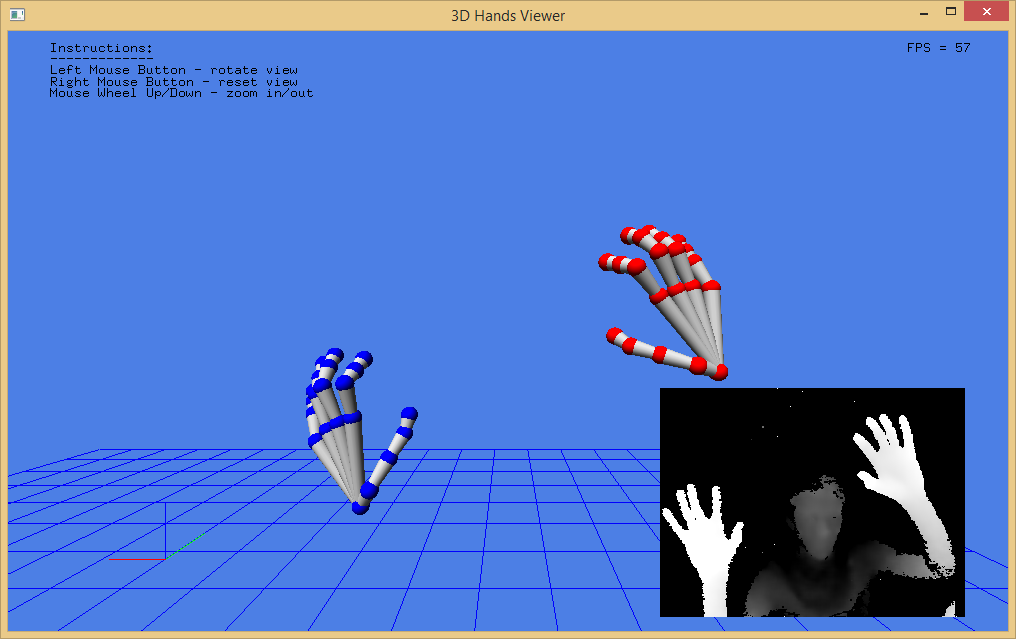 3D Hands Viewer
Instructions:
-------------
Left Mouse Button - rotate view
Right Mouse Button - reset view
Mouse Wheel Up/Down - zoom in/out
FPS = 57